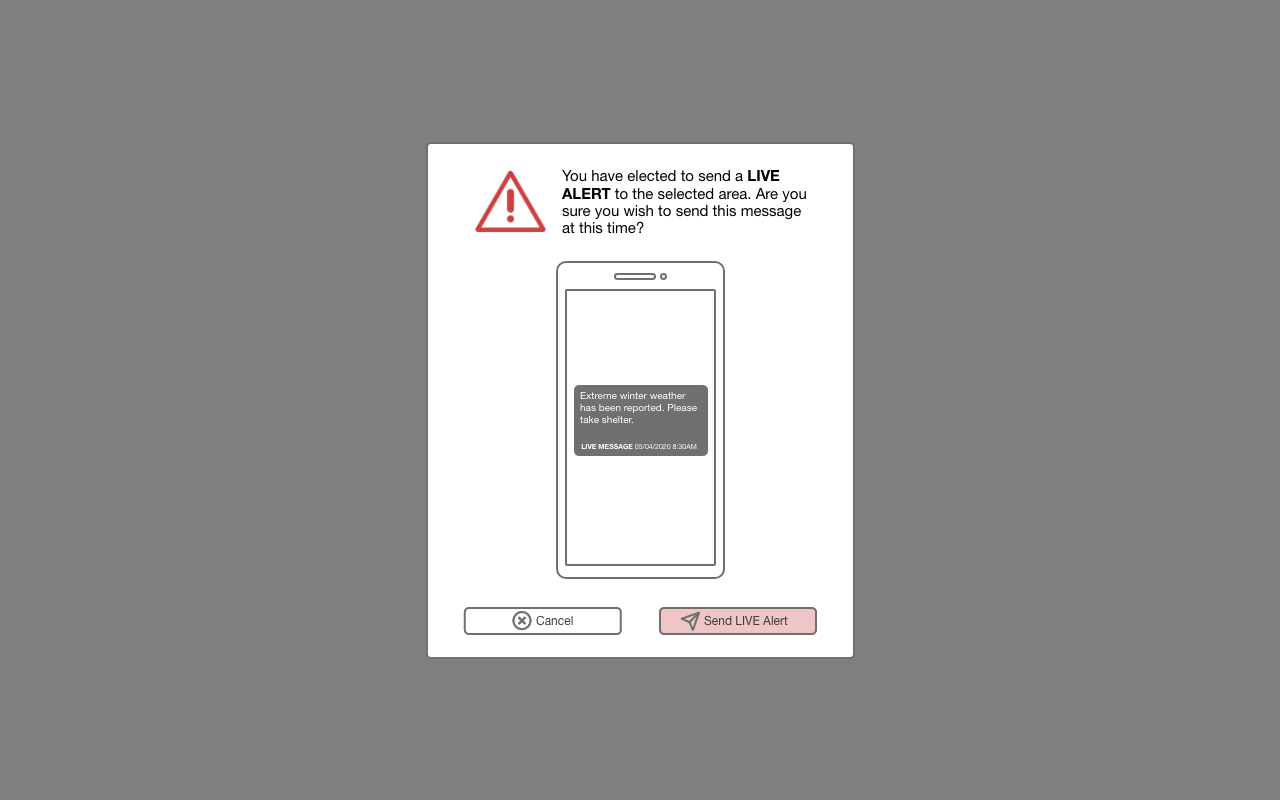 You have elected to send a LIVE
ALERT to the selected area. Are you
sure you wish to send this message
at this time?
Extreme winter weather
has been reported. Please
take shelter.
LIVE MESSAGE 05/04/2020 8:30AM
Cancel
Send LIVE Alert